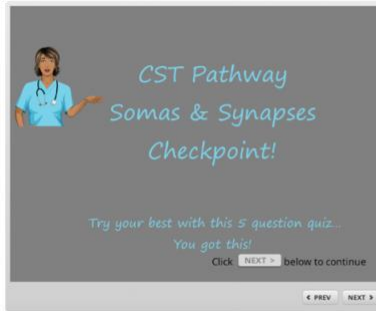 CST Pathway
Somas & Synapses
Checkpoint!
Try your best with this 5 question quiz...
You got this!
Click NEXT > below to continue
< PREV NEXT >